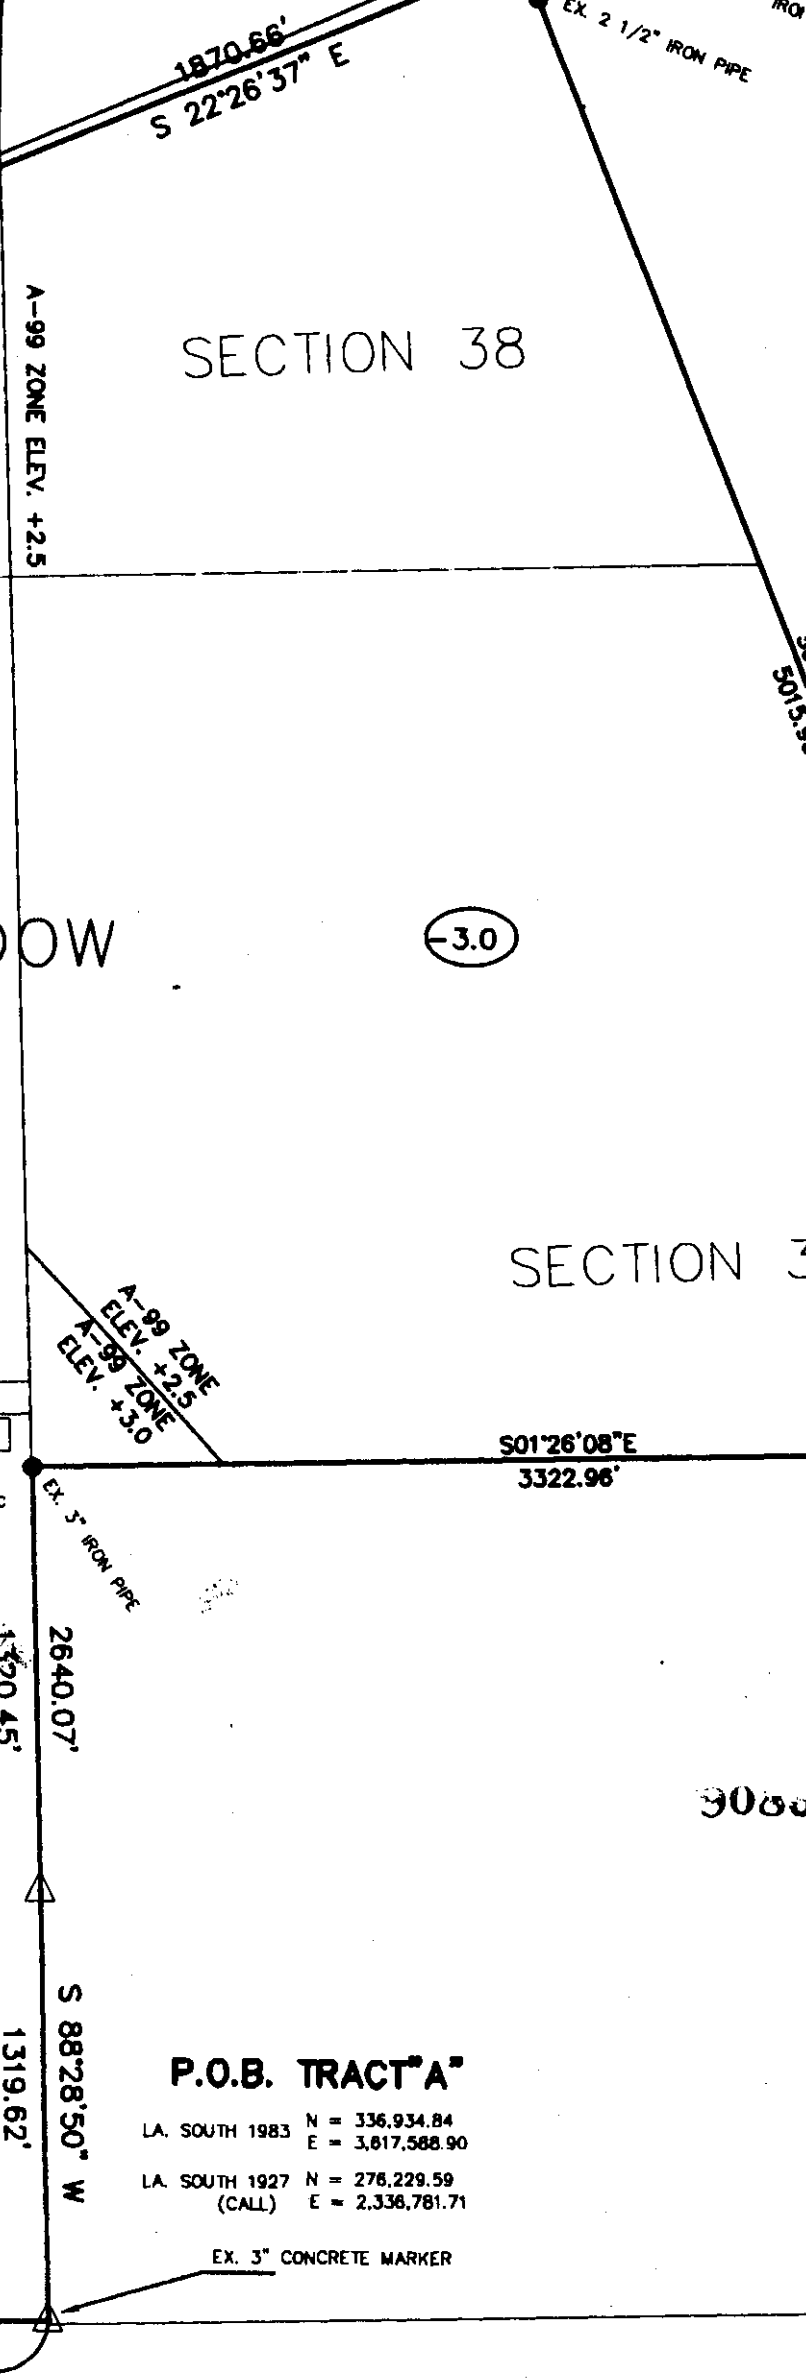 EX. 2 1/2" IRON PIPE
1870.66'
S 22°26'37" E
A-99 ZONE ELEV. +2.5
SECTION 38
-3.0
OW
SECTION
A-99 ZONE
ELEV. +2.5
A-99 ZONE
ELEV. +3.0
S01°26'08"E
3322.96'
EX. 3" IRON PIPE
2640.07'
S 88°28'50" W
1319.62'
P.O.B. TRACT "A"
LA. SOUTH 1983 N = 336,934.84
E = 3,617,568.90
LA. SOUTH 1927 N = 276,229.59
(CALL) E = 2,336,781.71
EX. 3" CONCRETE MARKER